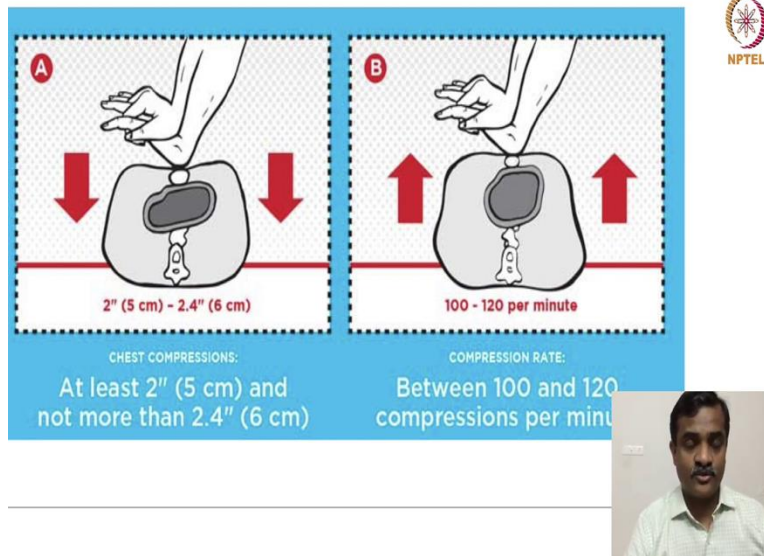 NPTEL
A
B
2" (5 cm) - 2.4" (6 cm)
100 - 120 per minute
CHEST COMPRESSIONS:
At least 2" (5 cm) and
not more than 2.4" (6 cm)
COMPRESSION RATE:
Between 100 and 120
compressions per minu